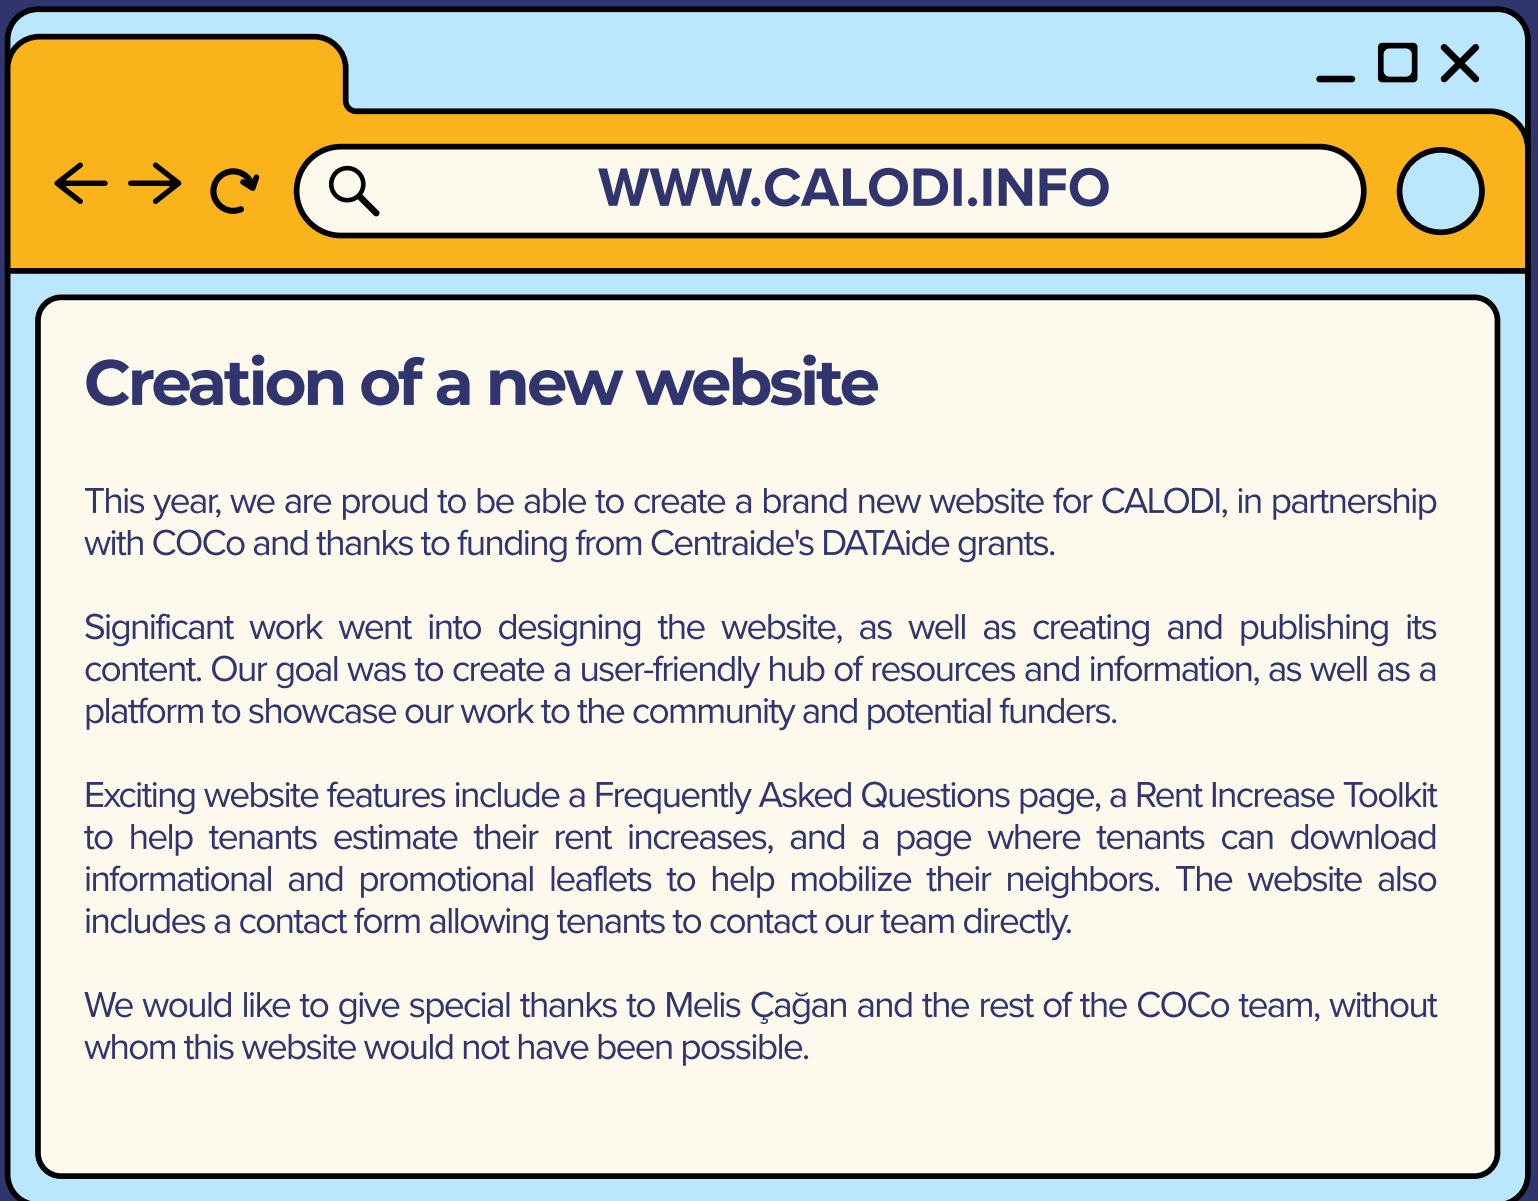 WWW.CALODI.INFO
Creation of a new website
This year, we are proud to be able to create a brand new website for CALODI, in partnership
with COCo and thanks to funding from Centraide's DATAide grants.
Significant work went into designing the website, as well as creating and publishing its
content. Our goal was to create a user-friendly hub of resources and information, as well as a
platform to showcase our work to the community and potential funders.
Exciting website features include a Frequently Asked Questions page, a Rent Increase Toolkit
to help tenants estimate their rent increases, and a page where tenants can download
informational and promotional leaflets to help mobilize their neighbors. The website also
includes a contact form allowing tenants to contact our team directly.
We would like to give special thanks to Melis Çağan and the rest of the COCo team, without
whom this website would not have been possible.